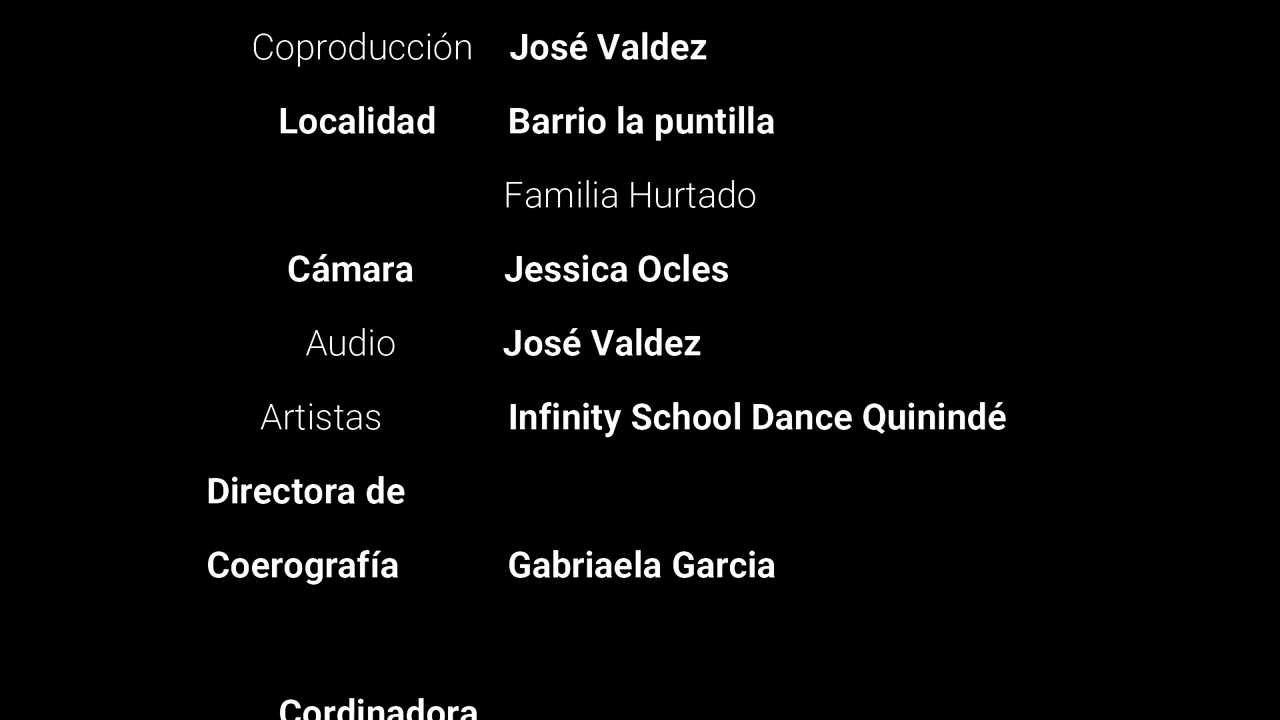 Coproducción José Valdez
Localidad Barrio la puntilla
Familia Hurtado
Cámara Jessica Ocles
Audio José Valdez
Artistas Infinity School Dance Quinindé
Directora de
Coerografía Gabriaela Garcia
Cordinadora